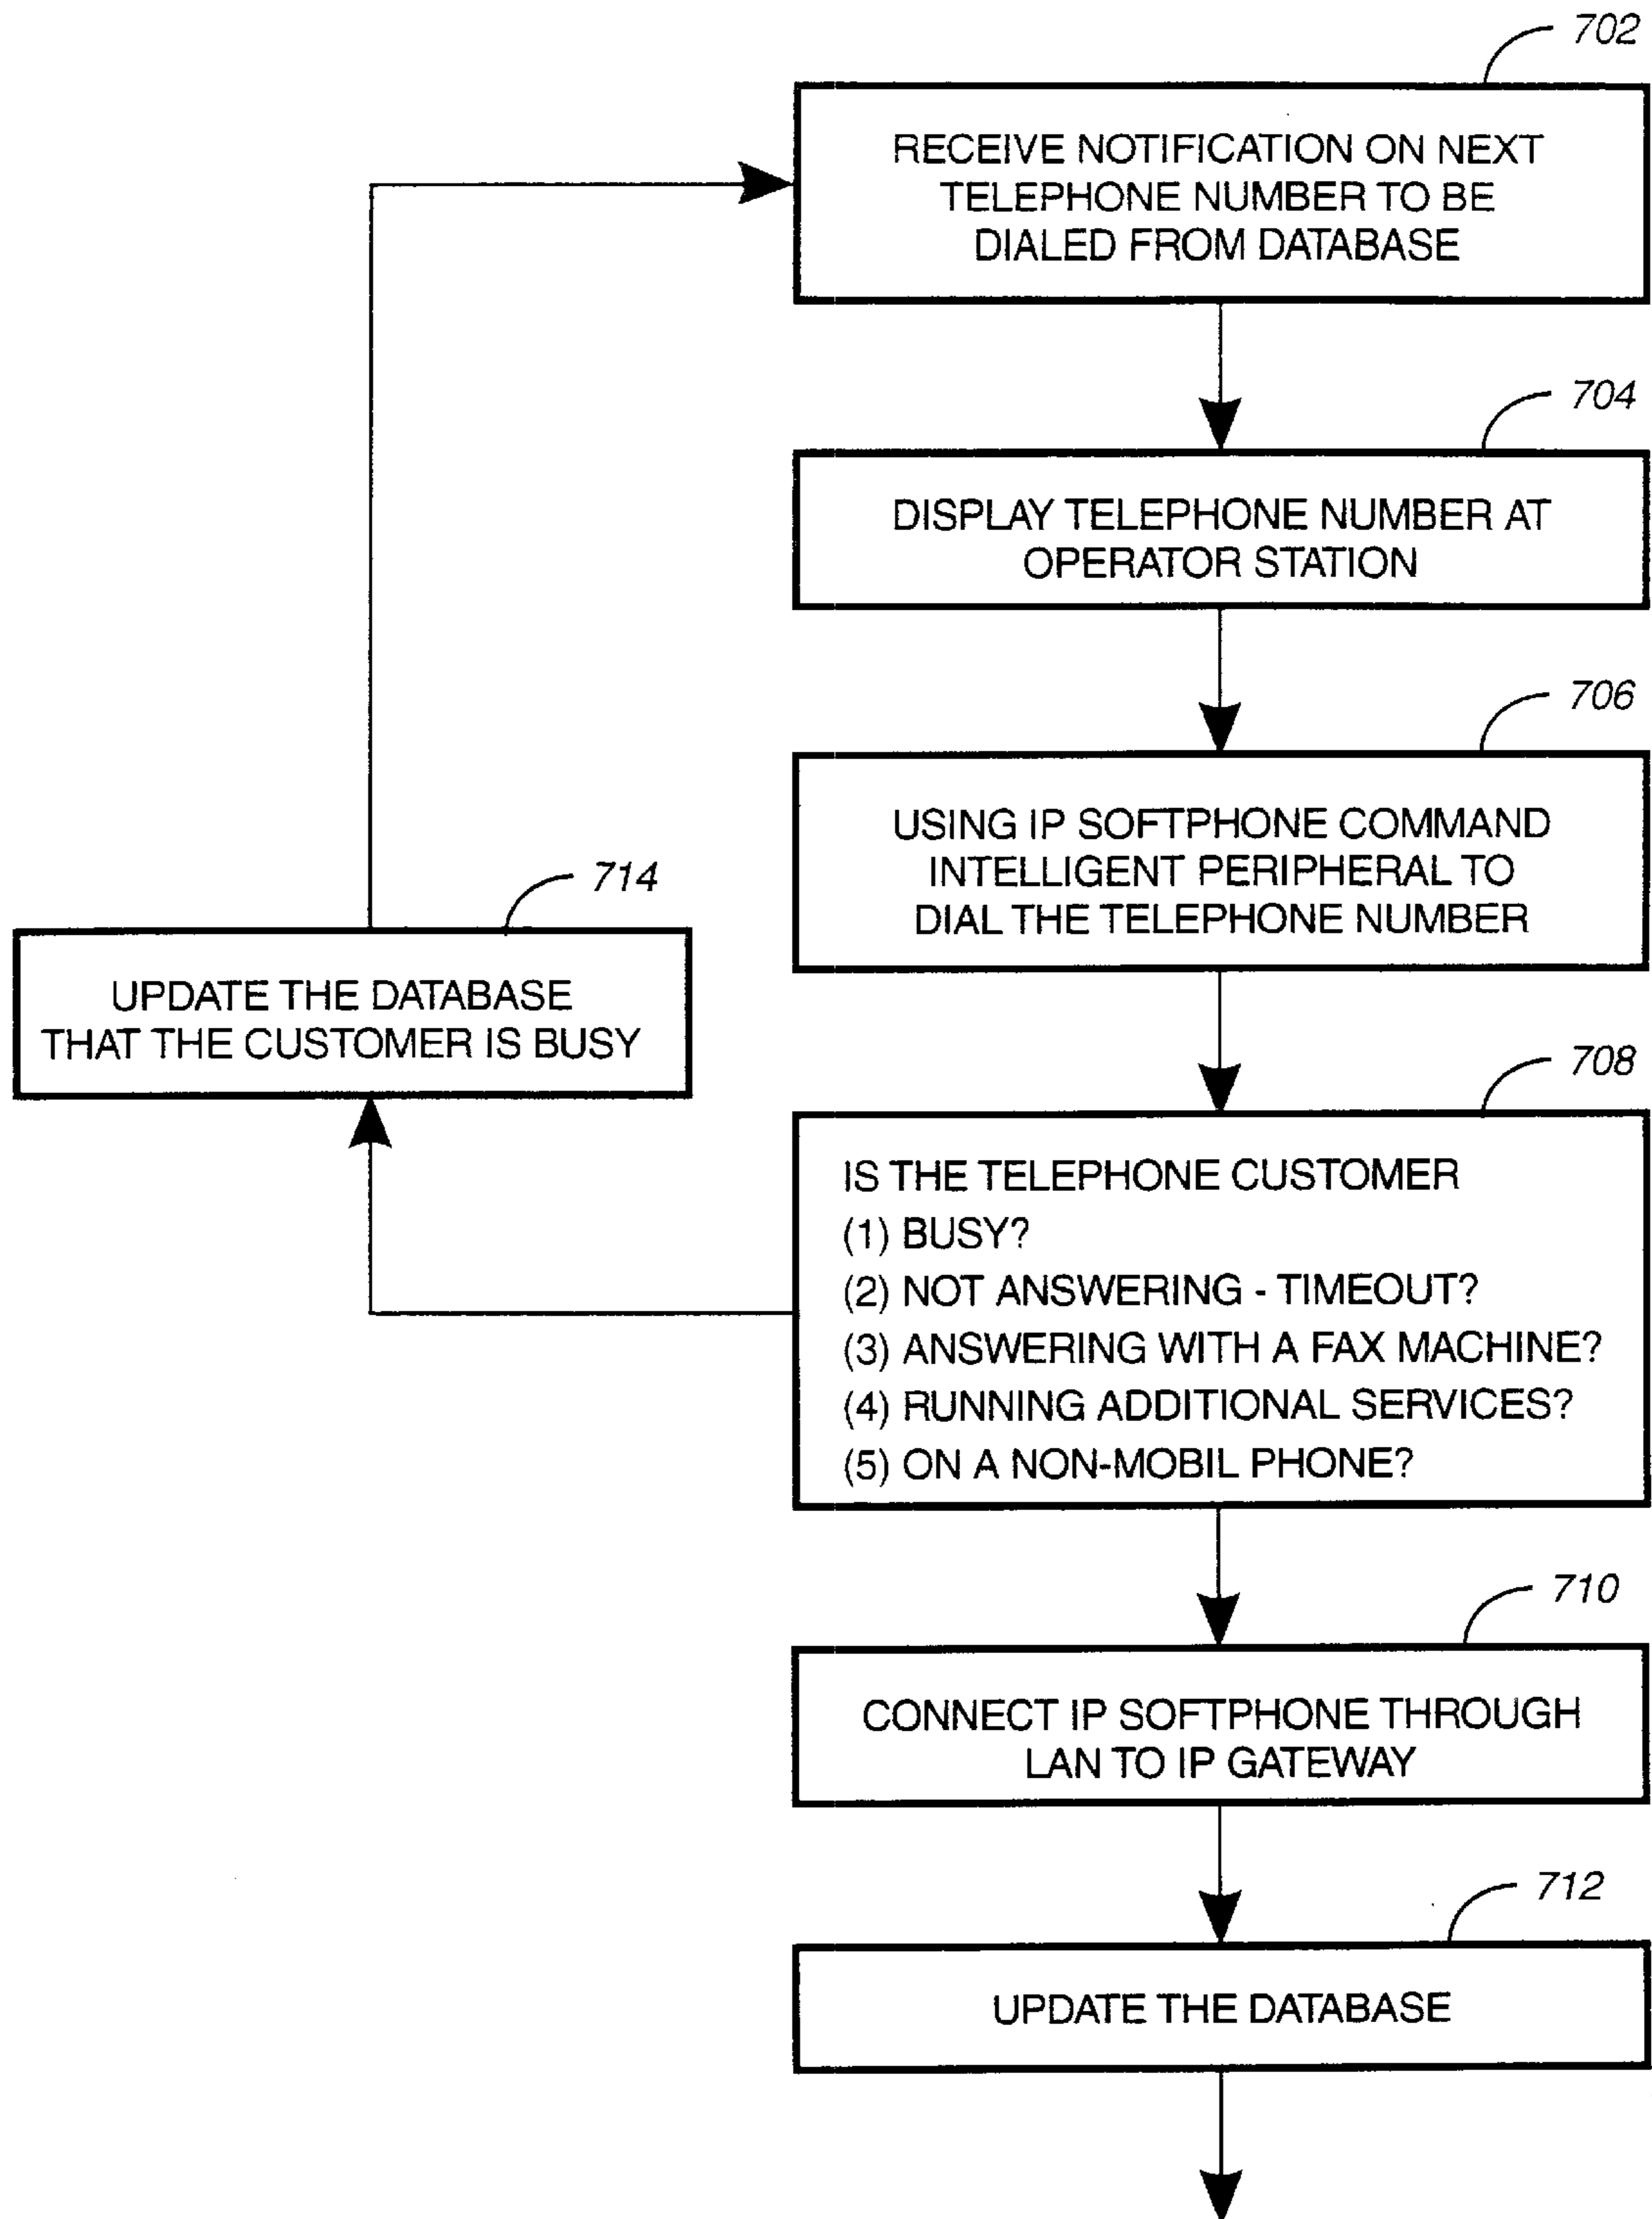 702
RECEIVE NOTIFICATION ON NEXT
TELEPHONE NUMBER TO BE
DIALED FROM DATABASE
704
DISPLAY TELEPHONE NUMBER AT
OPERATOR STATION
706
USING IP SOFTPHONE COMMAND
INTELLIGENT PERIPHERAL TO
DIAL THE TELEPHONE NUMBER
714
UPDATE THE DATABASE
THAT THE CUSTOMER IS BUSY
708
IS THE TELEPHONE CUSTOMER
(1) BUSY?
(2) NOT ANSWERING - TIMEOUT?
(3) ANSWERING WITH A FAX MACHINE?
(4) RUNNING ADDITIONAL SERVICES?
(5) ON A NON-MOBIL PHONE?
710
CONNECT IP SOFTPHONE THROUGH
LAN TO IP GATEWAY
712
UPDATE THE DATABASE